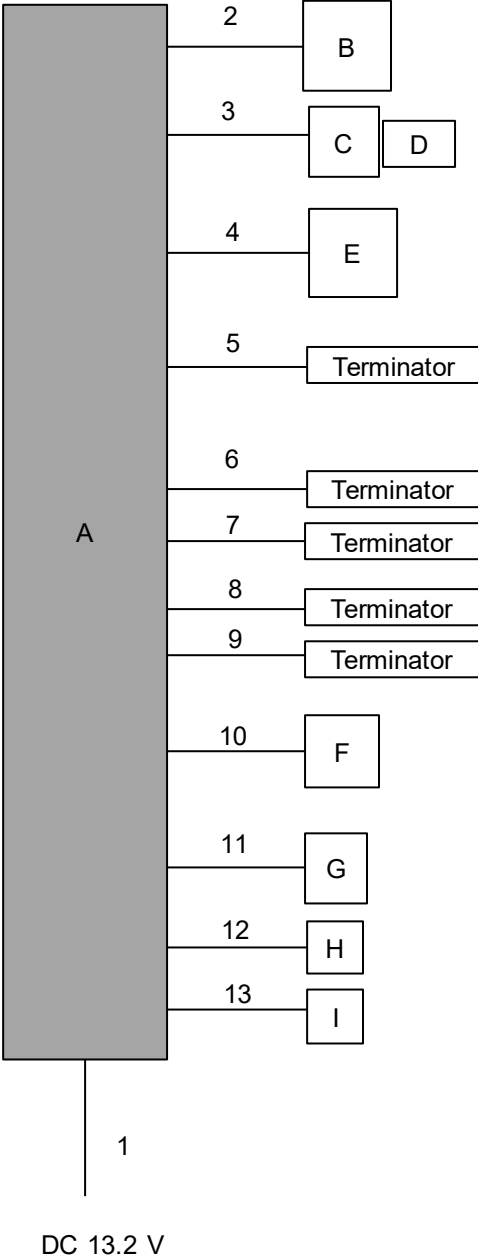 2
B
3
C D
4
E
5
Terminator
6
Terminator
A
7
Terminator
8
Terminator
9
Terminator
10
F
11
G
12
H
13
I
1
DC 13.2 V